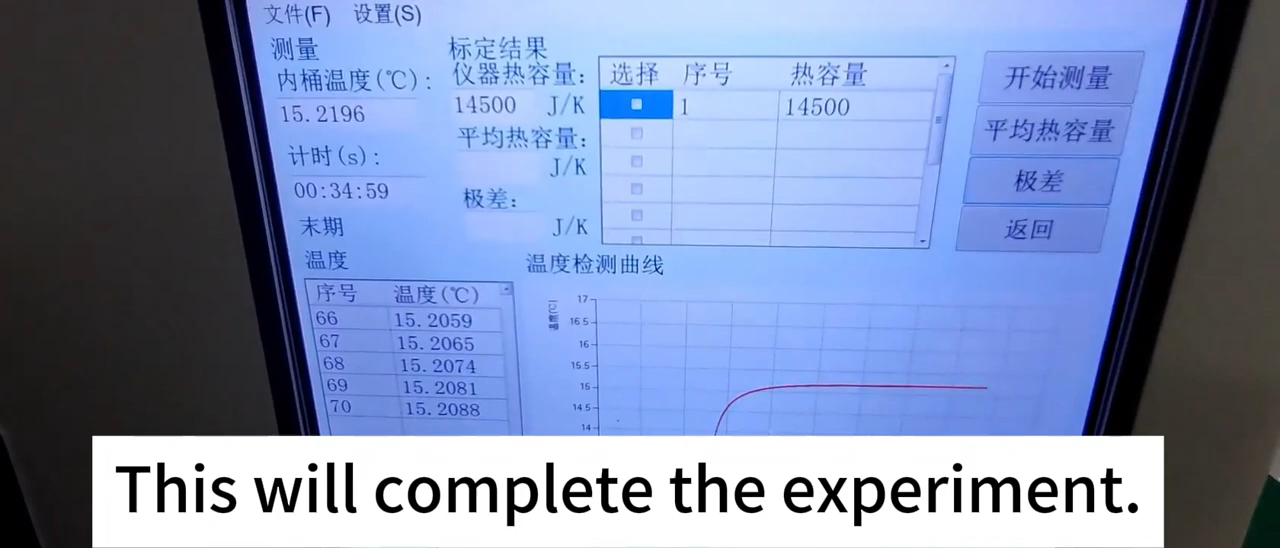 文件(F) 设置(S)
测量
内桶温度(℃):
15.2196
计时(s):
00:34:59
末期
温度
序号 温度(℃)
66 15.2059
67 15.2065
68 15.2074
69 15.2081
70 15.2088
标定结果
仪器热容量:
14500 J/K
平均热容量:
J/K
极差:
J/K
选择 序号 热容量
1 14500
开始测量
平均热容量
极差
返回
温度检测曲线
温度(℃)
17
16.5
16
15.5
15
14.5
14
This will complete the experiment.